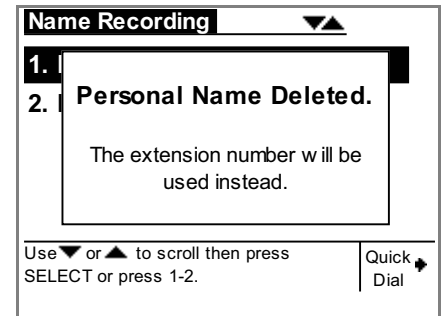 Name Recording ▼▲
1.
2.
Personal Name Deleted.
The extension number will be
used instead.
Use ▼ or ▲ to scroll then press
SELECT or press 1-2.
Quick
Dial